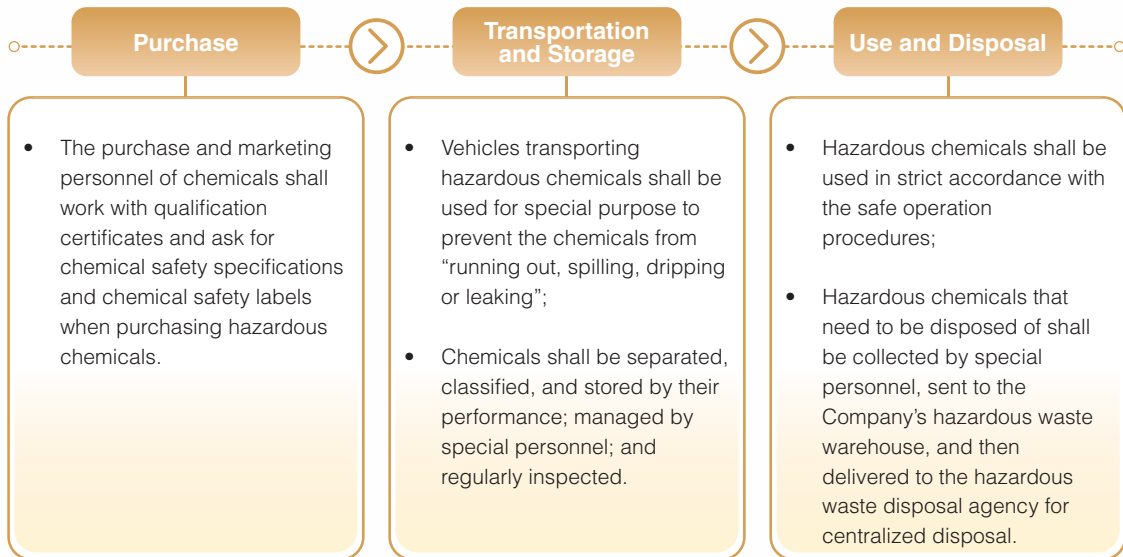 Purchase
• The purchase and marketing
personnel of chemicals shall
work with qualification
certificates and ask for
chemical safety specifications
and chemical safety labels
when purchasing hazardous
chemicals.
Transportation
and Storage
• Vehicles transporting
hazardous chemicals shall be
used for special purpose to
prevent the chemicals from
“running out, spilling, dripping
or leaking”;
• Chemicals shall be separated,
classified, and stored by their
performance; managed by
special personnel; and
regularly inspected.
Use and Disposal
• Hazardous chemicals shall be
used in strict accordance with
the safe operation
procedures;
• Hazardous chemicals that
need to be disposed of shall
be collected by special
personnel, sent to the
Company’s hazardous waste
warehouse, and then
delivered to the hazardous
waste disposal agency for
centralized disposal.